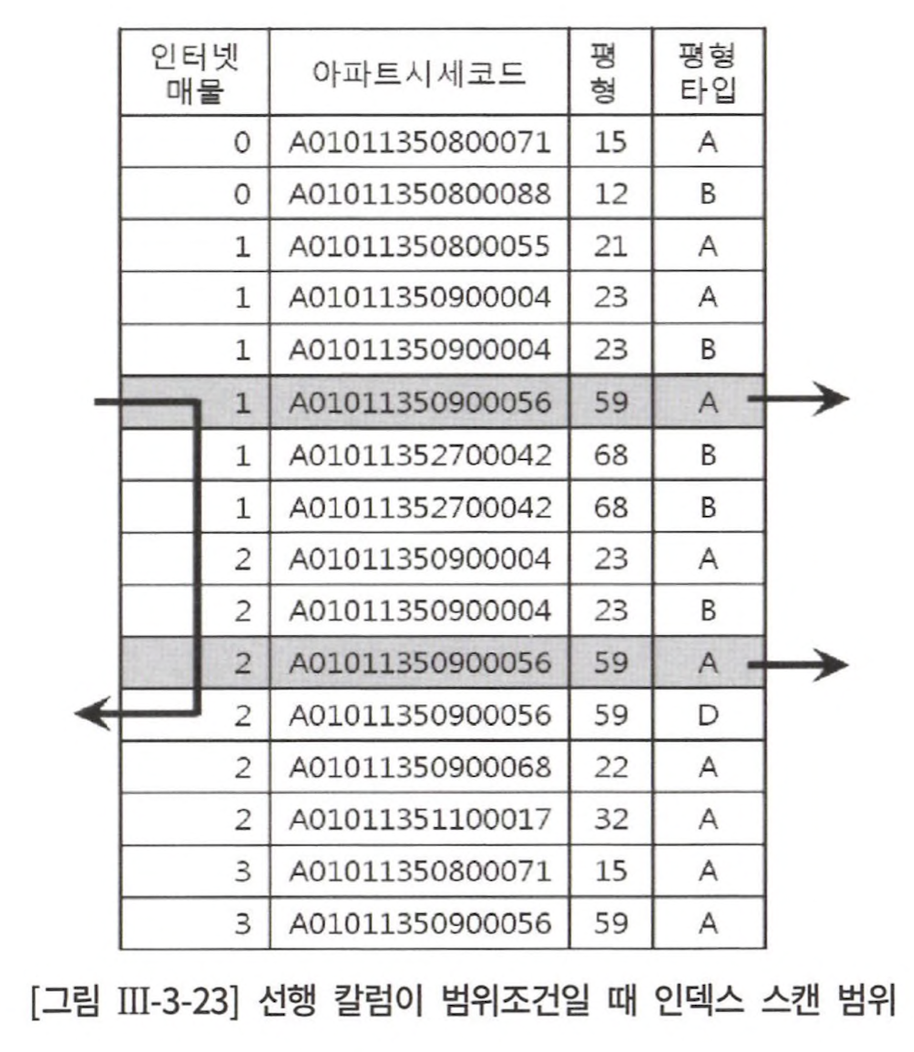 인터넷 매물 아파트시세코드 평형 평형타입
0 A01011350800071 15 A
0 A01011350800088 12 B
1 A01011350800055 21 A
1 A01011350900004 23 A
1 A01011350900004 23 B
1 A01011350900056 59 A
1 A01011352700042 68 B
1 A01011352700042 68 B
2 A01011350900004 23 A
2 A01011350900004 23 B
2 A01011350900056 59 A
2 A01011350900056 59 D
2 A01011350900068 22 A
2 A01011351100017 32 A
3 A01011350800071 15 A
3 A01011350900056 59 A
[그림 Ⅲ-3-23] 선행 칼럼이 범위조건일 때 인덱스 스캔 범위